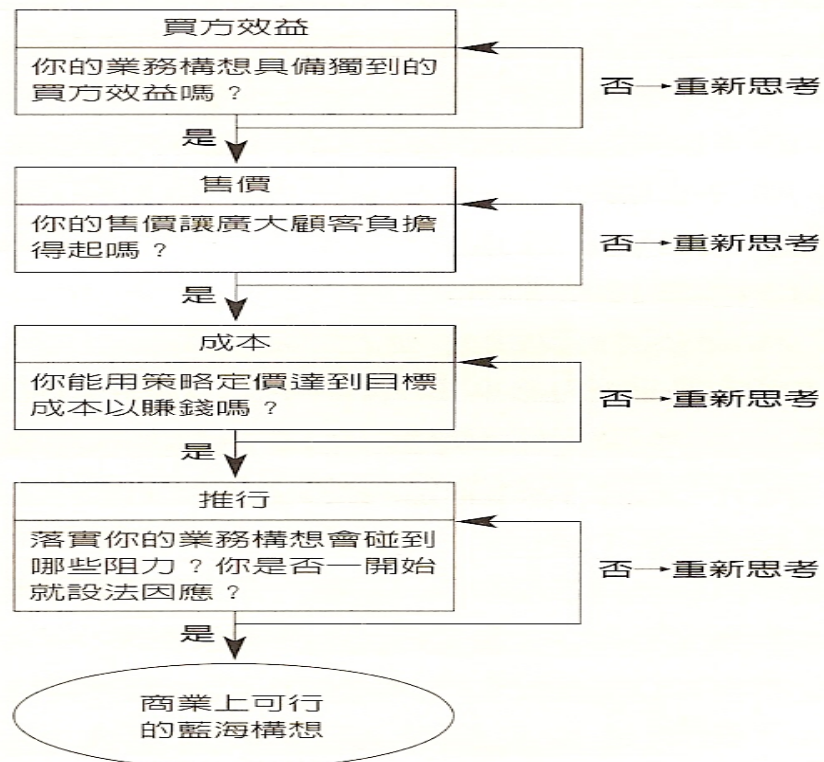 買方效益
你的業務構想具備獨到的
買方效益嗎？
否→重新思考
是
售價
你的售價讓廣大顧客負擔
得起嗎？
否→重新思考
是
成本
你能用策略定價達到目標
成本以賺錢嗎？
否→重新思考
是
推行
落實你的業務構想會碰到
哪些阻力？你是否一開始
就設法因應？
否→重新思考
是
商業上可行
的藍海構想